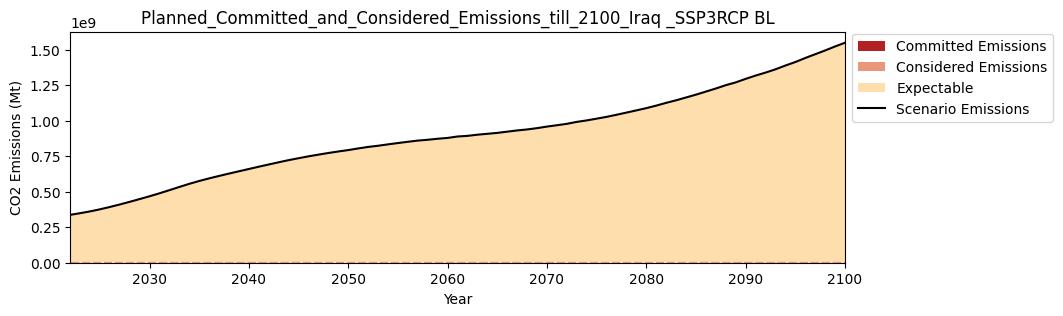 Planned_Committed_and_Considered_Emissions_till_2100_Iraq _SSP3RCP BL
1e9
1.50
1.25
1.00
0.75
0.50
0.25
0.00
CO2 Emissions (Mt)
2030 2040 2050 2060 2070 2080 2090 2100
Year
Committed Emissions
Considered Emissions
Expectable
Scenario Emissions